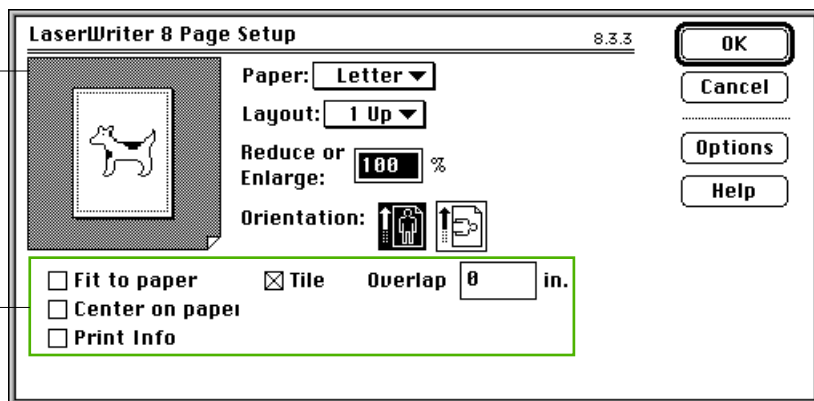 LaserWriter 8 Page Setup
8.3.3
OK
Paper: Letter
Cancel
Layout: 1 Up
Reduce or
Enlarge: 100 %
Options
Help
Orientation:
Fit to paper
Tile
Overlap 0 in.
Center on paper
Print Info